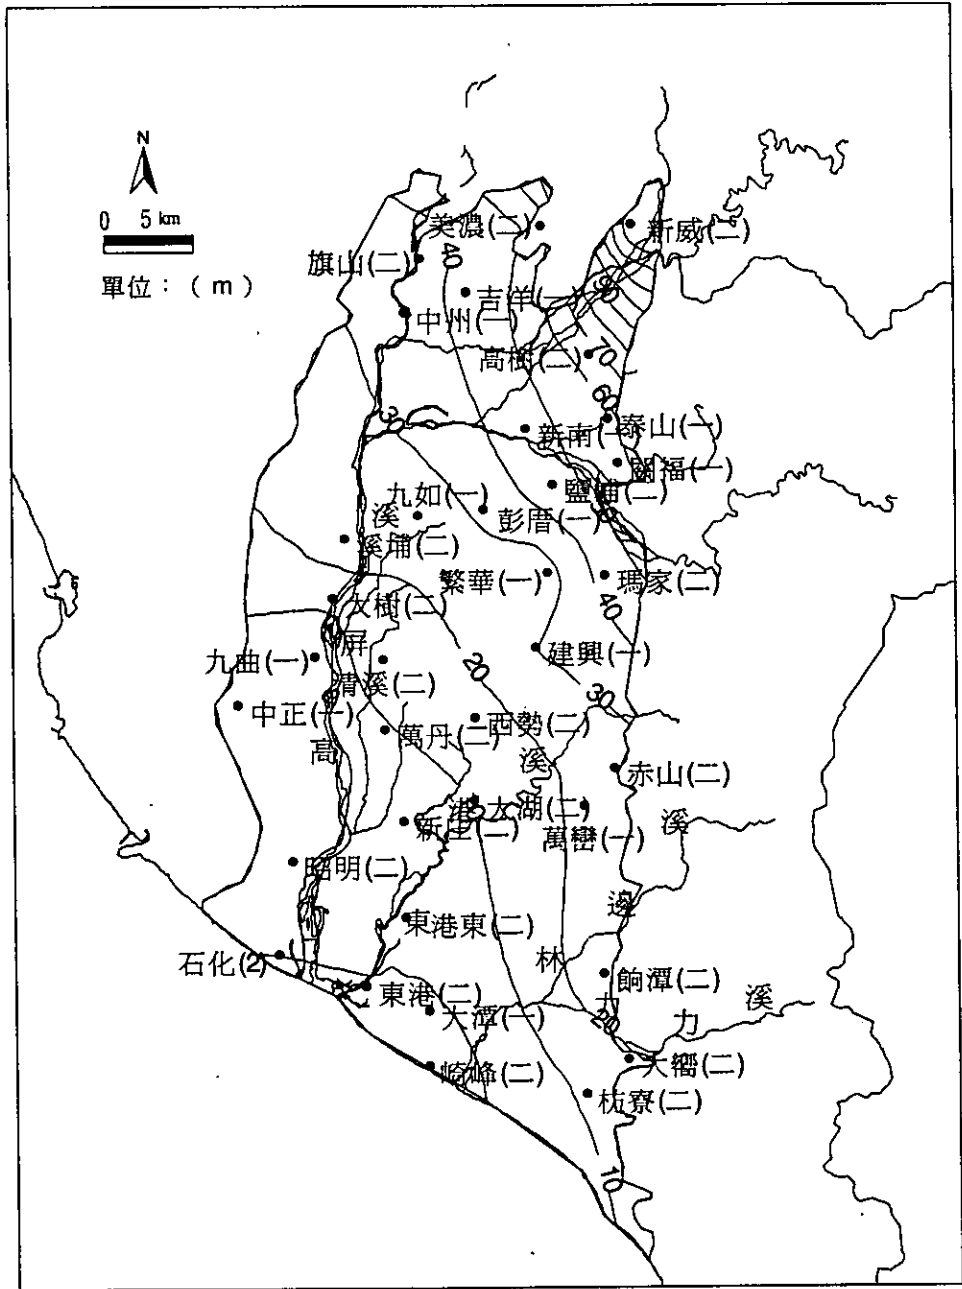 N
0 5 km
單位：（m）
美濃(二)
新威(二)
旗山(二)
40
吉洋(一)
90
中州(一)
高樹(二)
70
60
30
泰山(一)
新南(一)
關福(一)
鹽埔(二)
九如(一)
50
溪
彭厝(一)
溪埔(二)
繁華(一)
瑪家(二)
大樹(二)
40
屏
建興(一)
九曲(一)
20
清溪(二)
30
中正(一)
西勢(二)
萬丹(二)
高
溪
赤山(二)
港
大湖(二)
溪
新庄(二)
萬巒(一)
昭明(二)
邊
東
港東(二)
林
石化(2)
餉潭(二)
東港(二)
溪
力
力
大潭(一)
20
崎峰(二)
大嚮(二)
枋寮(二)
10